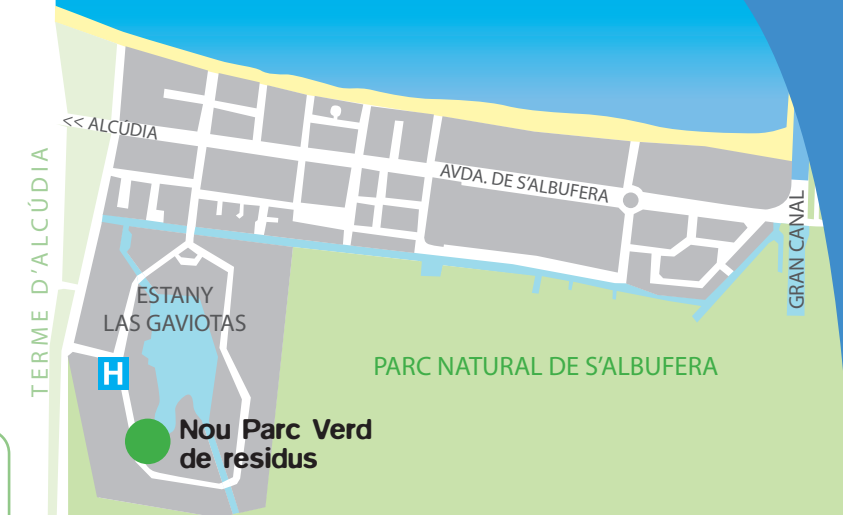 << ALCÚDIA
AVDA. DE S'ALBUFERA
GRAN CANAL
TERME D'ALCÚDIA
ESTANY
LAS GAVIOTAS
H
PARC NATURAL DE S'ALBUFERA
Nou Parc Verd
de residus